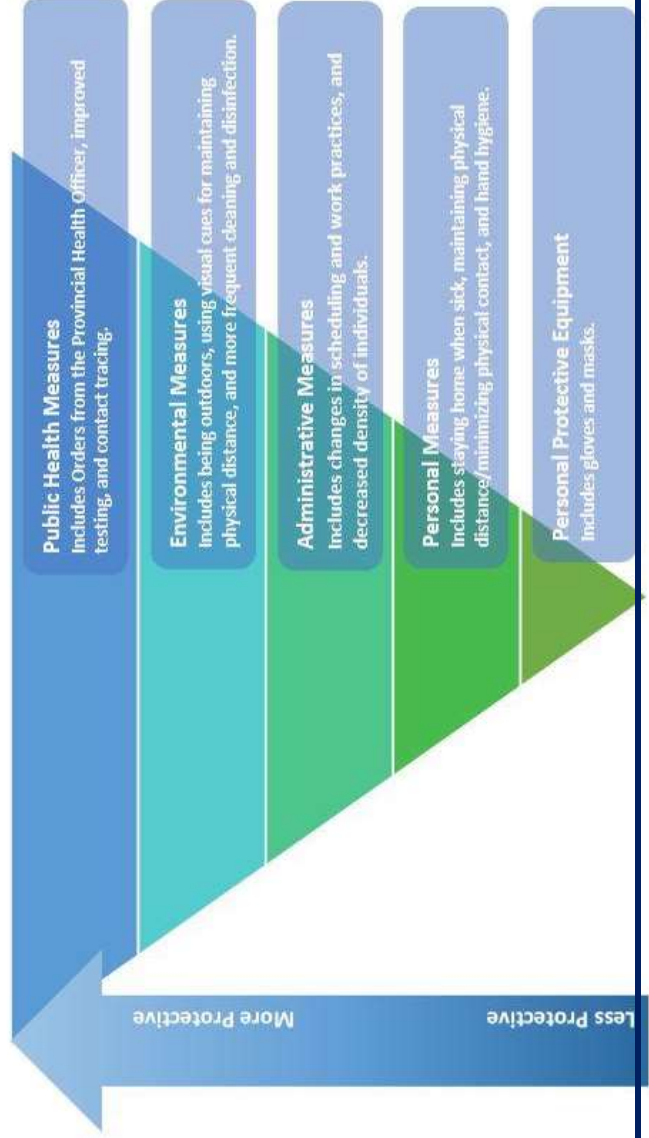 Public Health Measures
Includes Orders from the Provincial Health Officer, improved
testing, and contact tracing.
Environmental Measures
Includes being outdoors, using visual cues for maintaining
physical distance, and more frequent cleaning and disinfection.
Administrative Measures
Includes changes in scheduling and work practices, and
decreased density of individuals.
Personal Measures
Includes staying home when sick, maintaining physical
distance/minimizing physical contact, and hand hygiene.
Personal Protective Equipment
Includes gloves and masks.
More Protective
Less Protective